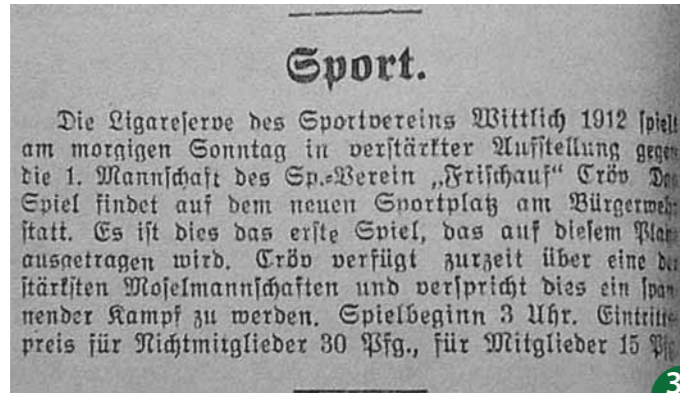 Sport.
Die Ligareserve des Sportvereins Wittlich 1912 spielt
am morgigen Sonntag in verstärkter Aufstellung gegen
die 1. Mannschaft des Sp.=Verein „Frischauf“ Cröv Das
Spiel findet auf dem neuen Sportplatz am Bürgerwehr
statt. Es ist dies das erste Spiel, das auf diesem Platz
ausgetragen wird. Cröv verfügt zurzeit über eine der
stärksten Moselmannschaften und verspricht dies ein span-
nender Kampf zu werden. Spielbeginn 3 Uhr. Eintritts-
preis für Nichtmitglieder 30 Pfg., für Mitglieder 15 Pfg
3